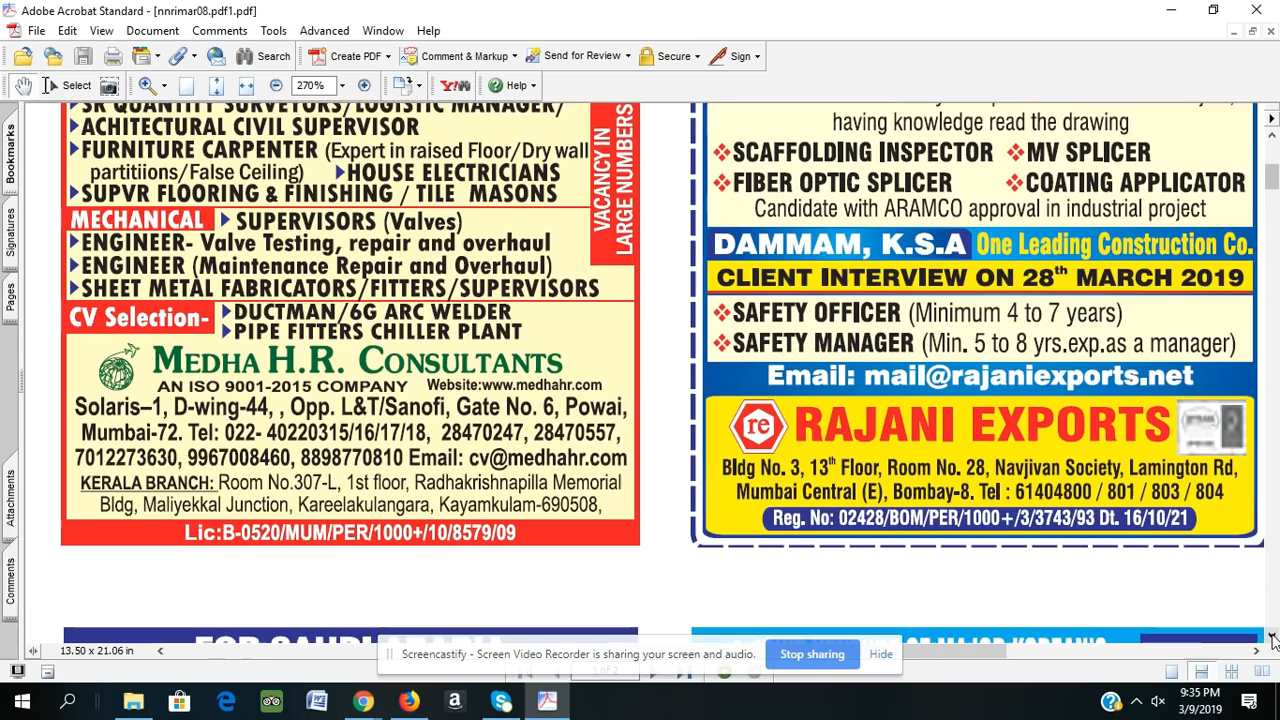 Adobe Acrobat Standard - [nnrimar08.pdf1.pdf]
File Edit View Document Comments Tools Advanced Window Help
Search Create PDF Comment & Markup Send for Review Secure Sign
Select 270% Y! Help
Bookmarks
Signatures
Pages
Attachments
Comments
SR QUANTITY SURVETORS/LOGISTIC MANAGER/
ACHITECTURAL CIVIL SUPERVISOR
FURNITURE CARPENTER (Expert in raised Floor/Dry wall
partitiions/False Ceiling) HOUSE ELECTRICIANS
SUPVR FLOORING & FINISHING / TILE MASONS
VACANCY IN
LARGE NUMBERS
MECHANICAL SUPERVISORS (Valves)
ENGINEER- Valve Testing, repair and overhaul
ENGINEER (Maintenance Repair and Overhaul)
SHEET METAL FABRICATORS/FITTERS/SUPERVISORS
CV Selection- DUCTMAN/6G ARC WELDER
PIPE FITTERS CHILLER PLANT
MEDHA H.R. CONSULTANTS
AN ISO 9001-2015 COMPANY Website:www.medhahr.com
Solaris–1, D-wing-44, , Opp. L&T/Sanofi, Gate No. 6, Powai,
Mumbai-72. Tel: 022- 40220315/16/17/18, 28470247, 28470557,
7012273630, 9967008460, 8898770810 Email: cv@medhahr.com
KERALA BRANCH: Room No.307-L, 1st floor, Radhakrishnapilla Memorial
Bldg, Maliyekkal Junction, Kareelakulangara, Kayamkulam-690508,
Lic:B-0520/MUM/PER/1000+/10/8579/09
having knowledge read the drawing
SCAFFOLDING INSPECTOR MV SPLICER
FIBER OPTIC SPLICER COATING APPLICATOR
Candidate with ARAMCO approval in industrial project
DAMMAM, K.S.A One Leading Construction Co.
CLIENT INTERVIEW ON 28th MARCH 2019
SAFETY OFFICER (Minimum 4 to 7 years)
SAFETY MANAGER (Min. 5 to 8 yrs.exp.as a manager)
Email: mail@rajaniexports.net
re RAJANI EXPORTS
Bldg No. 3, 13th Floor, Room No. 28, Navjivan Society, Lamington Rd,
Mumbai Central (E), Bombay-8. Tel : 61404800 / 801 / 803 / 804
Reg. No: 02428/BOM/PER/1000+/3/3743/93 Dt. 16/10/21
13.50 x 21.06 in
Screencastify - Screen Video Recorder is sharing your screen and audio. Stop sharing Hide
1 of 2
9:35 PM
3/9/2019